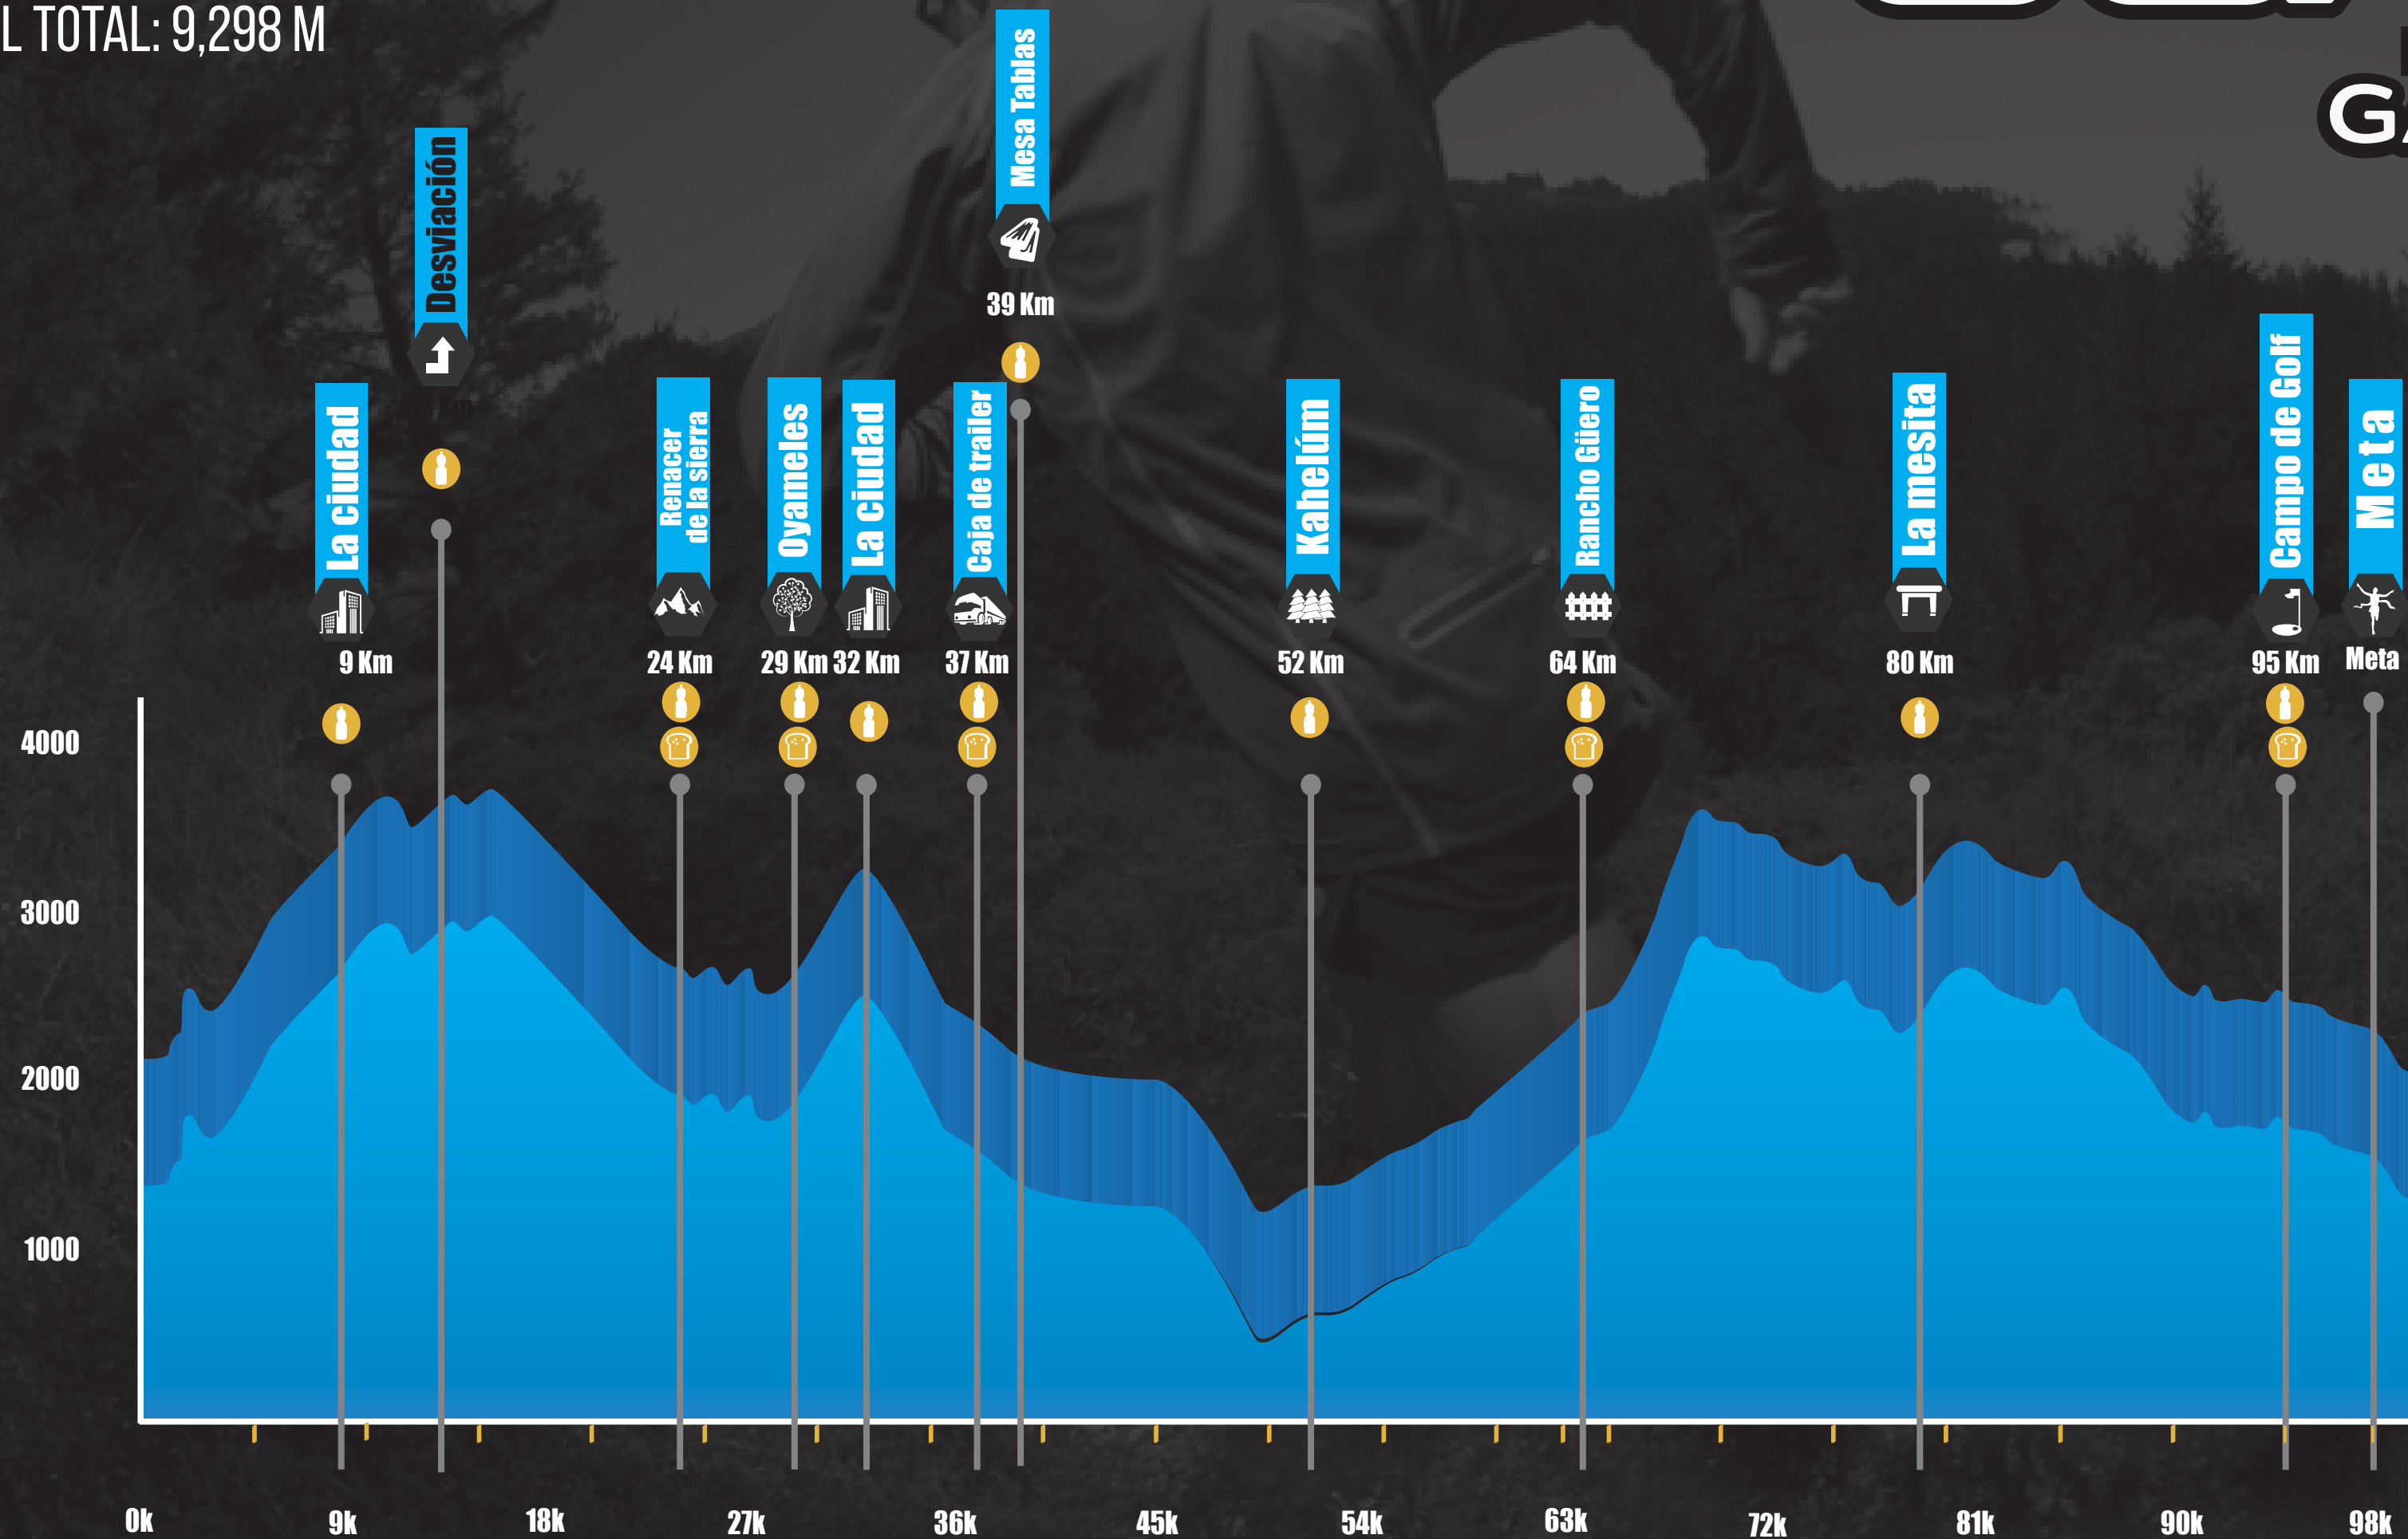 L TOTAL: 9,298 M
Mesa Tablas
39 Km
Desviación
La ciudad
9 Km
Renacer
de la sierra
24 Km
Oyameles
29 Km
La ciudad
32 Km
Caja de trailer
37 Km
Kahelúm
52 Km
Rancho Güero
64 Km
La mesita
80 Km
Campo de Golf
95 Km
Meta
Meta
4000
3000
2000
1000
0k
9k
18k
27k
36k
45k
54k
63k
72k
81k
90k
98k